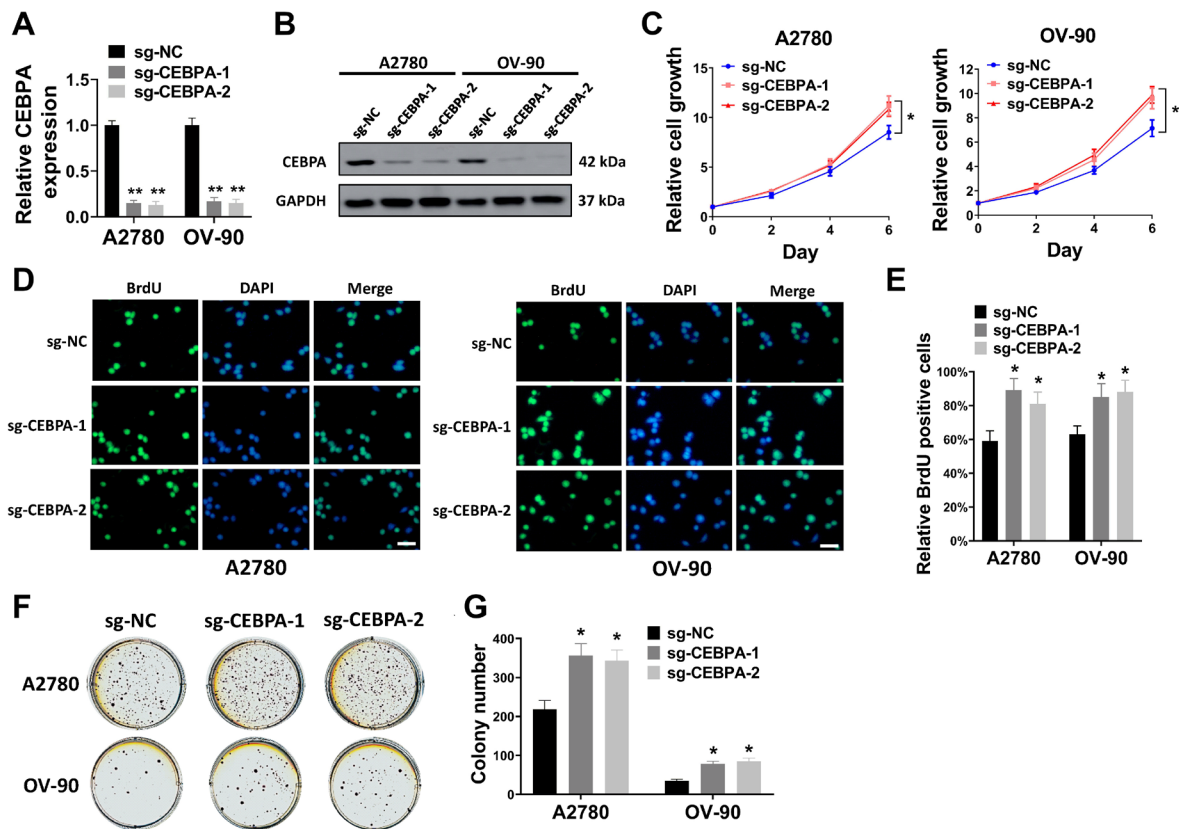 A
sg-NC
sg-CEBPA-1
sg-CEBPA-2
Relative CEBPA
expression
1.5
1.0
0.5
0.0
**
**
**
**
A2780
OV-90
B
A2780
OV-90
sg-NC
sg-CEBPA-1
sg-CEBPA-2
sg-NC
sg-CEBPA-1
sg-CEBPA-2
CEBPA
42 kDa
GAPDH
37 kDa
C
A2780
sg-NC
sg-CEBPA-1
sg-CEBPA-2
Relative cell growth
15
10
5
0
*
0
2
4
6
Day
OV-90
sg-NC
sg-CEBPA-1
sg-CEBPA-2
Relative cell growth
12
10
8
6
4
2
0
*
0
2
4
6
Day
D
BrdU
DAPI
Merge
sg-NC
sg-CEBPA-1
sg-CEBPA-2
A2780
BrdU
DAPI
Merge
sg-NC
sg-CEBPA-1
sg-CEBPA-2
OV-90
E
sg-NC
sg-CEBPA-1
sg-CEBPA-2
Relative BrdU positive cells
100%
80%
60%
40%
20%
0%
*
*
*
*
A2780
OV-90
F
sg-NC
sg-CEBPA-1
sg-CEBPA-2
A2780
OV-90
G
sg-NC
sg-CEBPA-1
sg-CEBPA-2
Colony number
400
300
200
100
0
*
*
*
*
A2780
OV-90